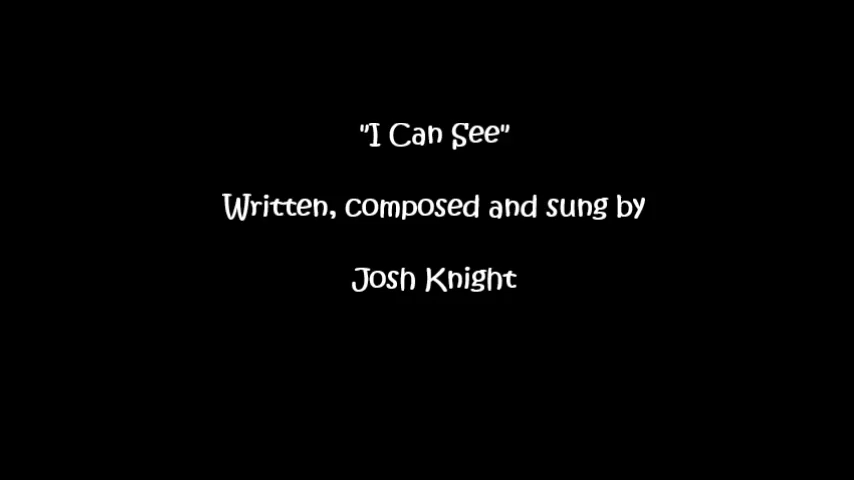 "I Can See"
Written, composed and sung by
Josh Knight